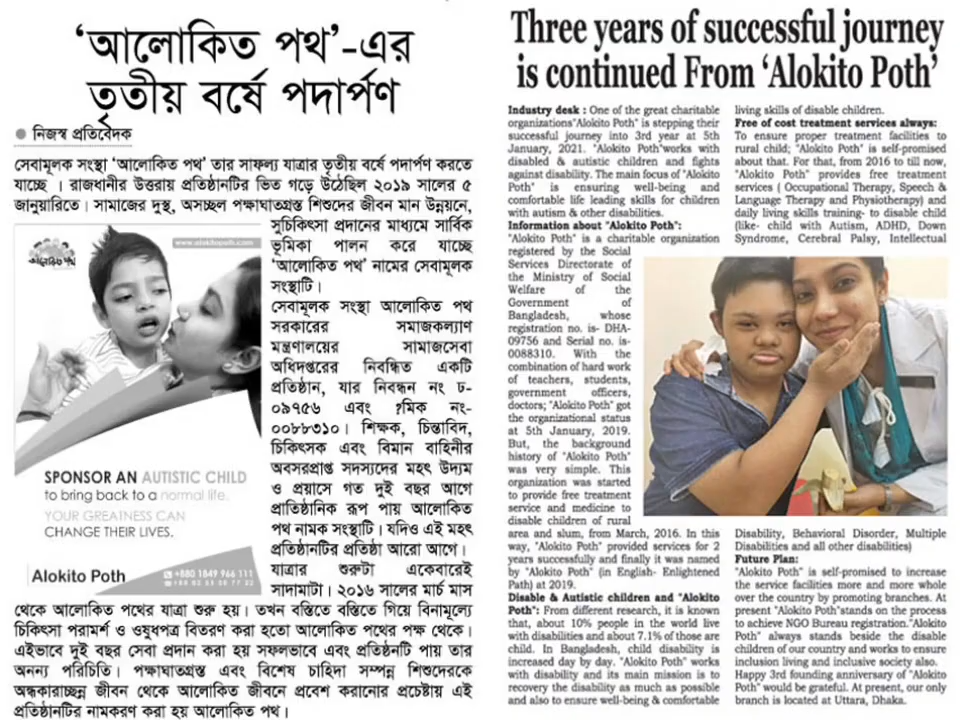 ‘আলোকিত পথ’-এর
তৃতীয় বর্ষে পদার্পণ
নিজস্ব প্রতিবেদক
সেবামূলক সংস্থা ‘আলোকিত পথ’ তার সাফল্য যাত্রার তৃতীয় বর্ষে পদার্পণ করতে
যাচ্ছে । রাজধানীর উত্তরায় প্রতিষ্ঠানটির ভিত গড়ে উঠেছিল ২০১৯ সালের ৫
জানুয়ারিতে। সামাজের দুস্থ, অসচ্ছল পক্ষাঘাতগ্রস্ত শিশুদের জীবন মান উন্নয়নে,
সুচিকিৎসা প্রদানের মাধ্যমে সার্বিক
ভূমিকা পালন করে যাচ্ছে
‘আলোকিত পথ’ নামের সেবামূলক
সংস্থাটি।
সেবামূলক সংস্থা আলোকিত পথ
সরকারের সমাজকল্যাণ
মন্ত্রণালয়ের সামাজসেবা
অধিদপ্তরের নিবন্ধিত একটি
প্রতিষ্ঠান, যার নিবন্ধন নং ঢ-
০৯৭৫৬ এবং ?মিক নং-
০০৮৮৩১০। শিক্ষক, চিন্তাবিদ,
চিকিৎসক এবং বিমান বাহিনীর
অবসরপ্রাপ্ত সদস্যদের মহৎ উদ্যম
ও প্রয়াসে গত দুই বছর আগে
প্রাতিষ্ঠানিক রূপ পায় আলোকিত
পথ নামক সংস্থাটি। যদিও এই মহৎ
প্রতিষ্ঠানটির প্রতিষ্ঠা আরো আগে।
যাত্রার শুরুটা একেবারেই
সাদামাটা। ২০১৬ সালের মার্চ মাস
থেকে আলোকিত পথের যাত্রা শুরু হয়। তখন বস্তিতে বস্তিতে গিয়ে বিনামূল্যে
চিকিৎসা পরামর্শ ও ওষুধপত্র বিতরণ করা হতো আলোকিত পথের পক্ষ থেকে।
এইভাবে দুই বছর সেবা প্রদান করা হয় সফলভাবে এবং প্রতিষ্ঠানটি পায় তার
অনন্য পরিচিতি। পক্ষাঘাতগ্রস্ত এবং বিশেষ চাহিদা সম্পন্ন শিশুদেরকে
অন্ধকারাচ্ছন্ন জীবন থেকে আলোকিত জীবনে প্রবেশ করানোর প্রচেষ্টায় এই
প্রতিষ্ঠানটির নামকরণ করা হয় আলোকিত পথ।
আলোকিত পথ
www.alokitopoth.com
SPONSOR AN AUTISTIC CHILD
to bring back to a normal life.
YOUR GREATNESS CAN
CHANGE THEIR LIVES.
Alokito Poth
+880 1849 966 111
Three years of successful journey
is continued From ‘Alokito Poth’
Industry desk : One of the great charitable
organizations"Alokito Poth" is stepping their
successful journey into 3rd year at 5th
January, 2021. "Alokito Poth"works with
disabled & autistic children and fights
against disability. The main focus of "Alokito
Poth" is ensuring well-being and
comfortable life leading skills for children
with autism & other disabilities.
Information about "Alokito Poth":
"Alokito Poth" is a charitable organization
registered by the Social
Services Directorate of
the Ministry of Social
Welfare of the
Government of
Bangladesh, whose
registration no. is- DHA-
09756 and Serial no. is-
0088310. With the
combination of hard work
of teachers, students,
government officers,
doctors; "Alokito Poth" got
the organizational status
at 5th January, 2019.
But, the background
history of "Alokito Poth"
was very simple. This
organization was started
to provide free treatment
service and medicine to
disable children of rural
area and slum, from March, 2016. In this
way, "Alokito Poth" provided services for 2
years successfully and finally it was named
by "Alokito Poth" (in English- Enlightened
Path) at 2019.
Disable & Autistic children and "Alokito
Poth": From different research, it is known
that, about 10% people in the world live
with disabilities and about 7.1% of those are
child. In Bangladesh, child disability is
increased day by day. "Alokito Poth" works
with disability and its main mission is to
recovery the disability as much as possible
and also to ensure well-being & comfortable
living skills of disable children.
Free of cost treatment services always:
To ensure proper treatment facilities to
rural child; "Alokito Poth" is self-promised
about that. For that, from 2016 to till now,
"Alokito Poth" provides free treatment
services ( Occupational Therapy, Speech &
Language Therapy and Physiotherapy) and
daily living skills training- to disable child
(like- child with Autism, ADHD, Down
Syndrome, Cerebral Palsy, Intellectual
Disability, Behavioral Disorder, Multiple
Disabilities and all other disabilities)
Future Plan:
"Alokito Poth" is self-promised to increase
the service facilities more and more whole
over the country by promoting branches. At
present "Alokito Poth"stands on the process
to achieve NGO Bureau registration."Alokito
Poth" always stands beside the disable
children of our country and works to ensure
inclusion living and inclusive society also.
Happy 3rd founding anniversary of "Alokito
Poth" would be grateful. At present, our only
branch is located at Uttara, Dhaka.